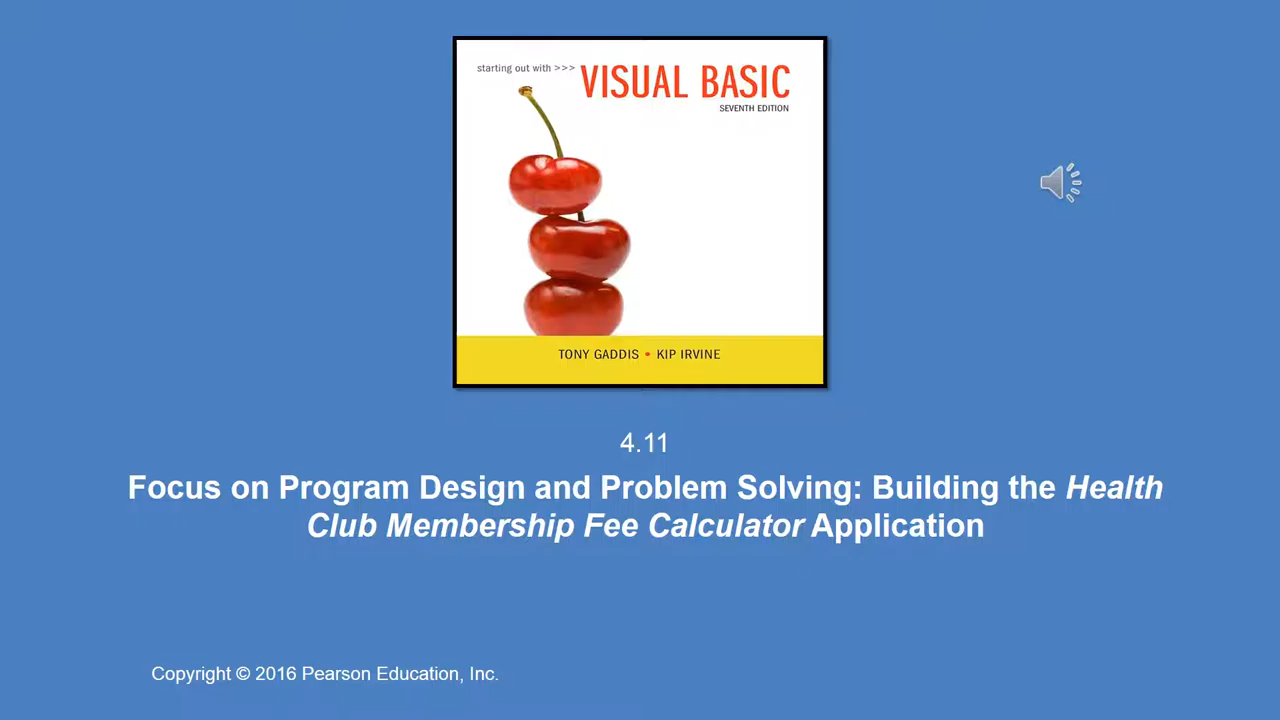 starting out with >>> VISUAL BASIC
SEVENTH EDITION
TONY GADDIS • KIP IRVINE
4.11
Focus on Program Design and Problem Solving: Building the Health
Club Membership Fee Calculator Application
Copyright © 2016 Pearson Education, Inc.